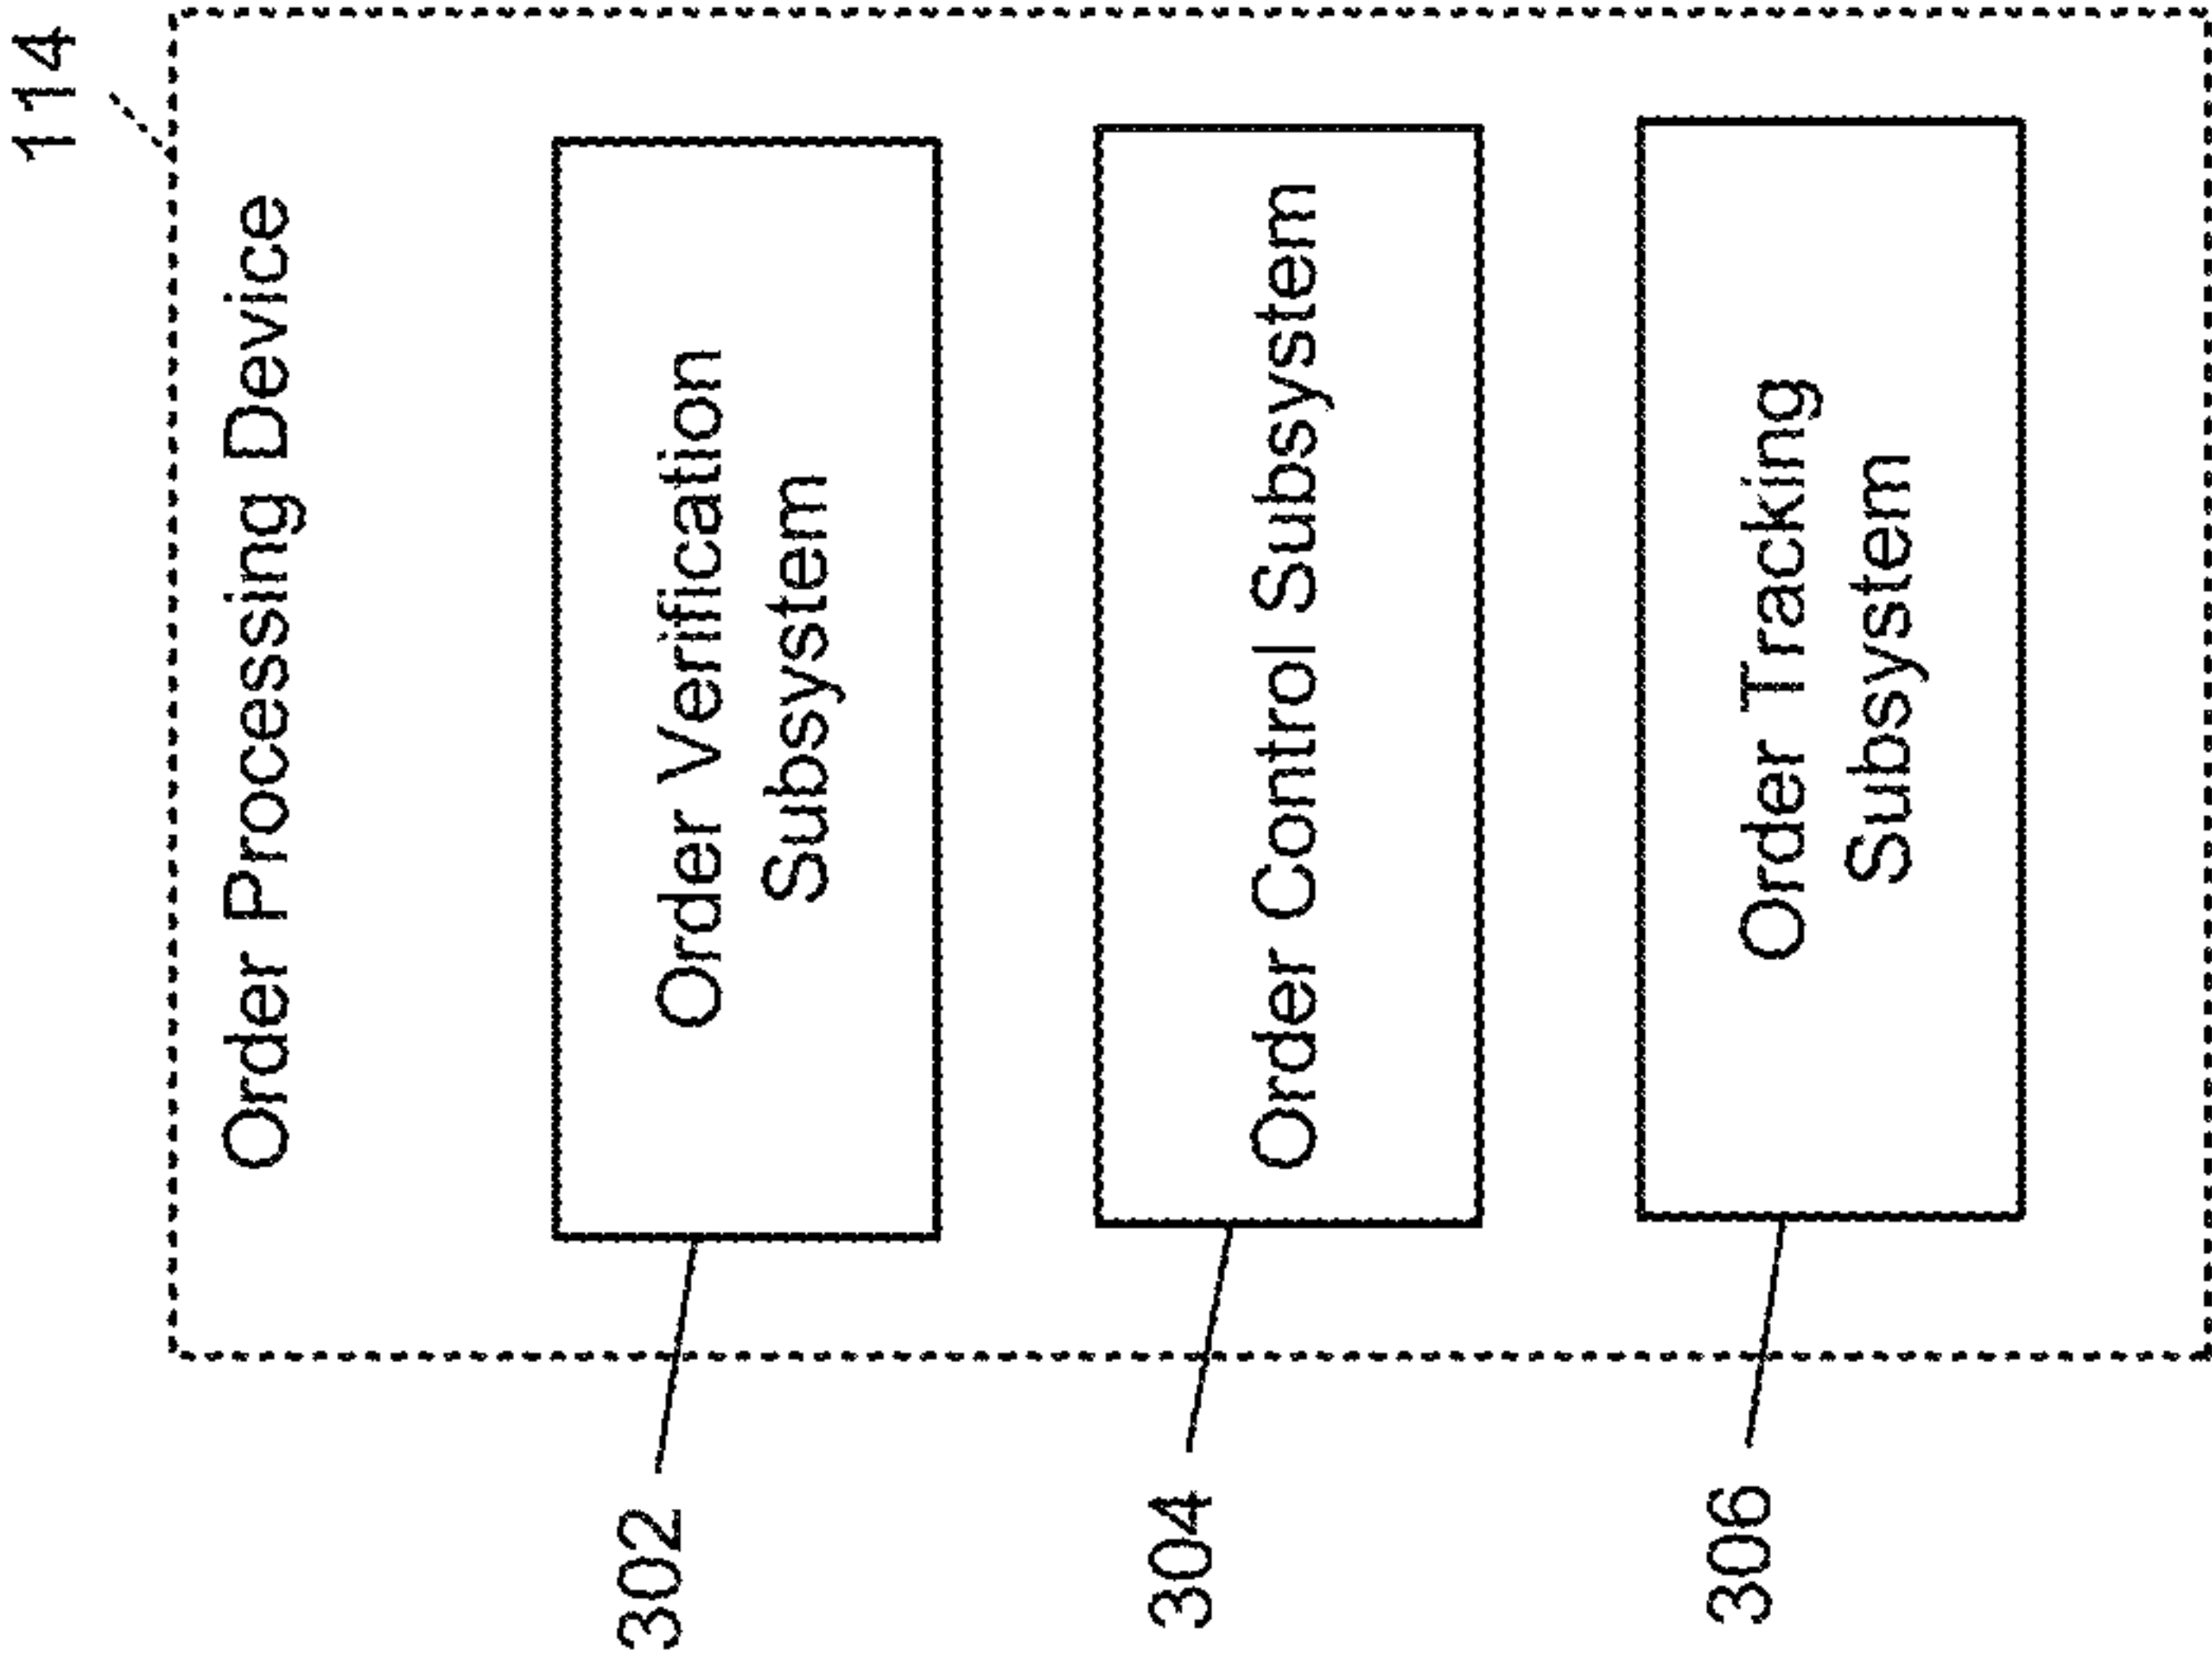 114
Order Processing Device
Order Verification
Subsystem
302
Order Control Subsystem
304
Order Tracking
Subsystem
306